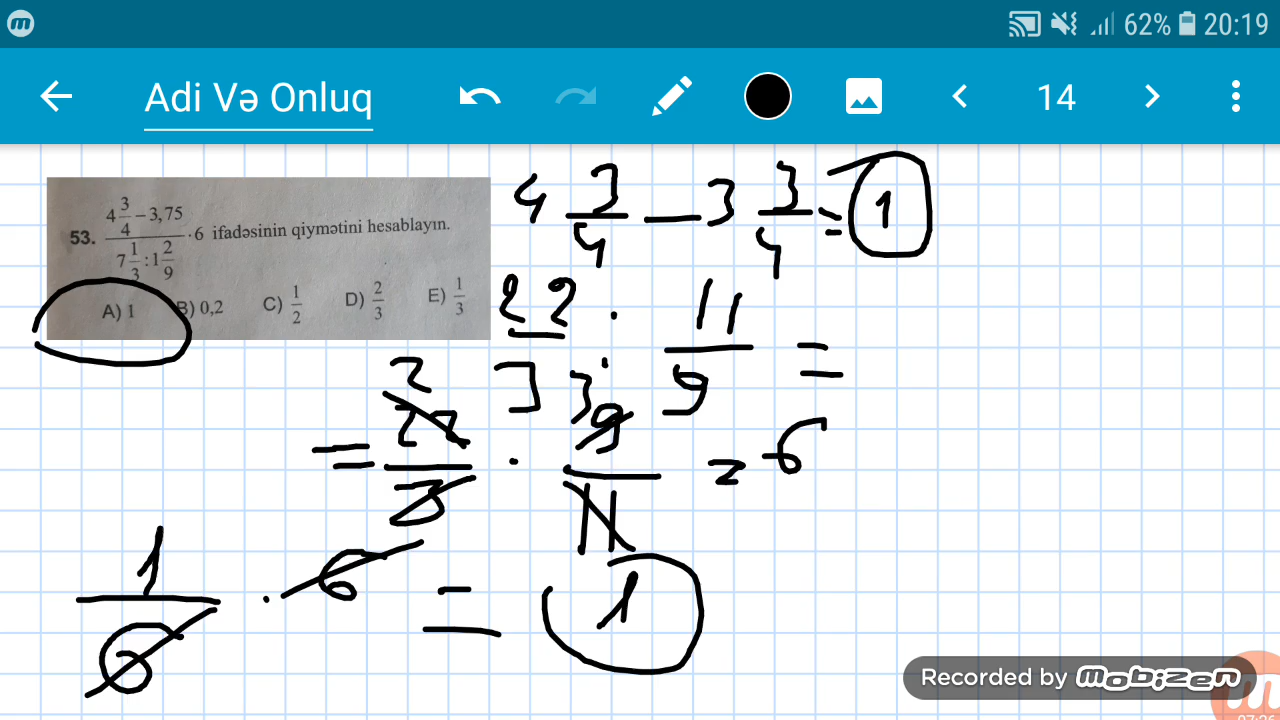 62% 20:19
Adi Və Onluq 14
53. (4 3/4 − 3,75)/(7 1/3 : 1 2/9) · 6 ifadəsinin qiymətini hesablayın.
A) 1 B) 0,2 C) 1/2 D) 2/3 E) 1/3
4 3/4 — 3 3/4 = 1
22/3 : 11/9 =
= 2 3
= 22/3 · 9/11 = 6
1/6 · 6 = 1
Recorded by mobizen